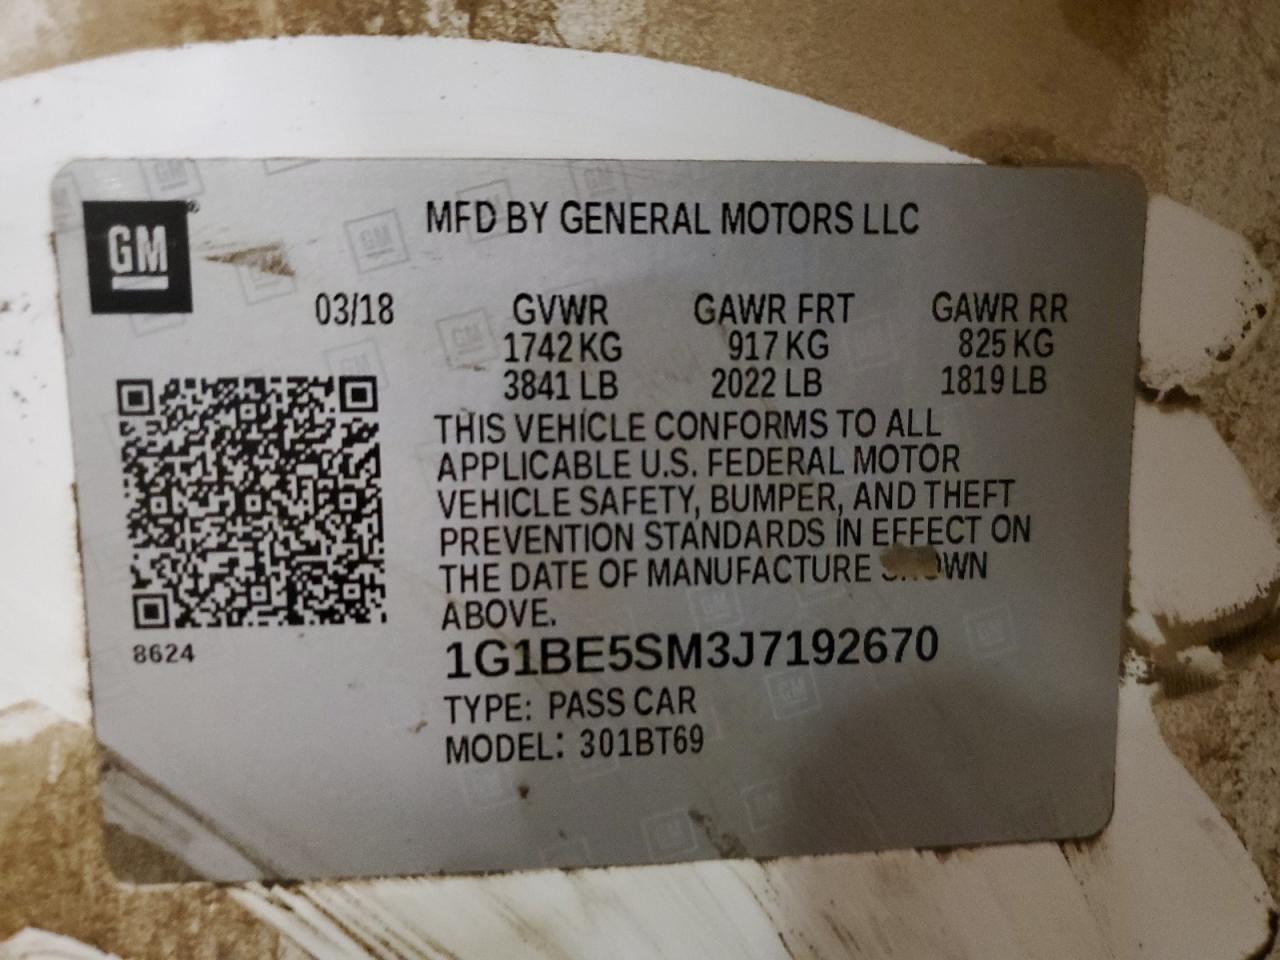 GM
MFD BY GENERAL MOTORS LLC
03/18 GVWR GAWR FRT GAWR RR
1742 KG 917 KG 825 KG
3841 LB 2022 LB 1819 LB
THIS VEHICLE CONFORMS TO ALL
APPLICABLE U.S. FEDERAL MOTOR
VEHICLE SAFETY, BUMPER, AND THEFT
PREVENTION STANDARDS IN EFFECT ON
THE DATE OF MANUFACTURE SHOWN
ABOVE.
8624
1G1BE5SM3J7192670
TYPE: PASS CAR
MODEL: 301BT69